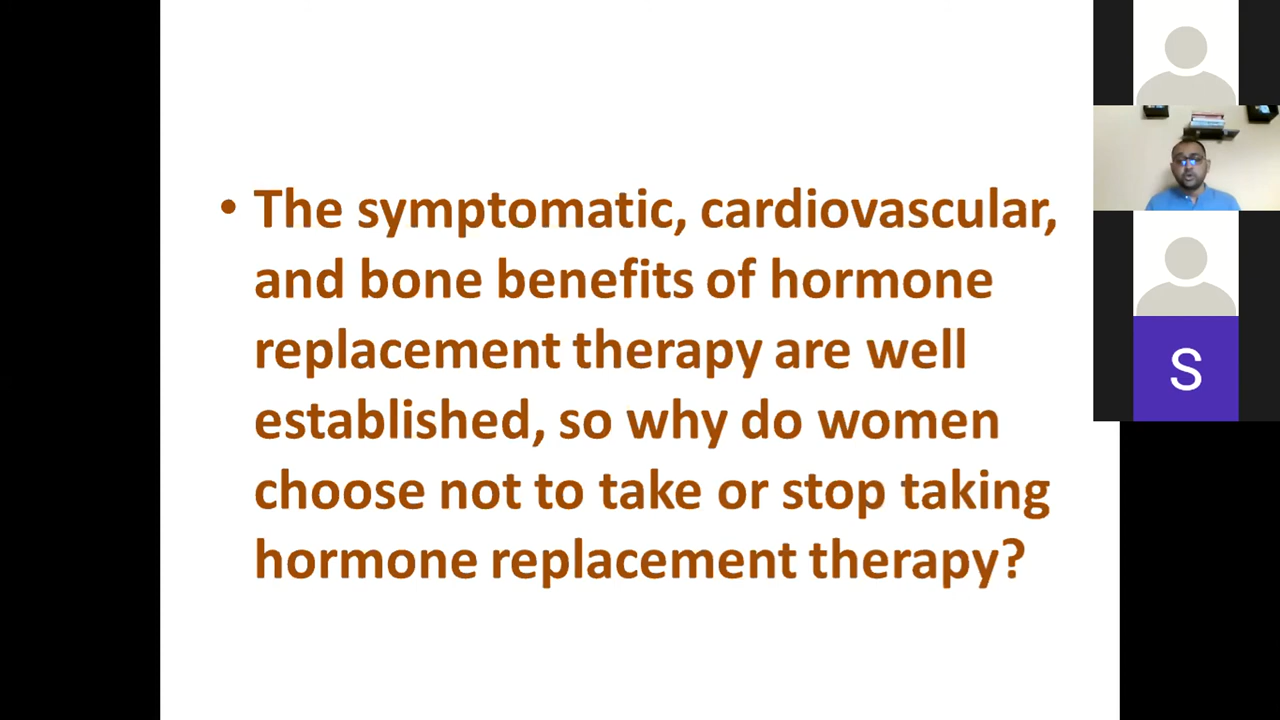 • The symptomatic, cardiovascular,
and bone benefits of hormone
replacement therapy are well
established, so why do women
choose not to take or stop taking
hormone replacement therapy?
S